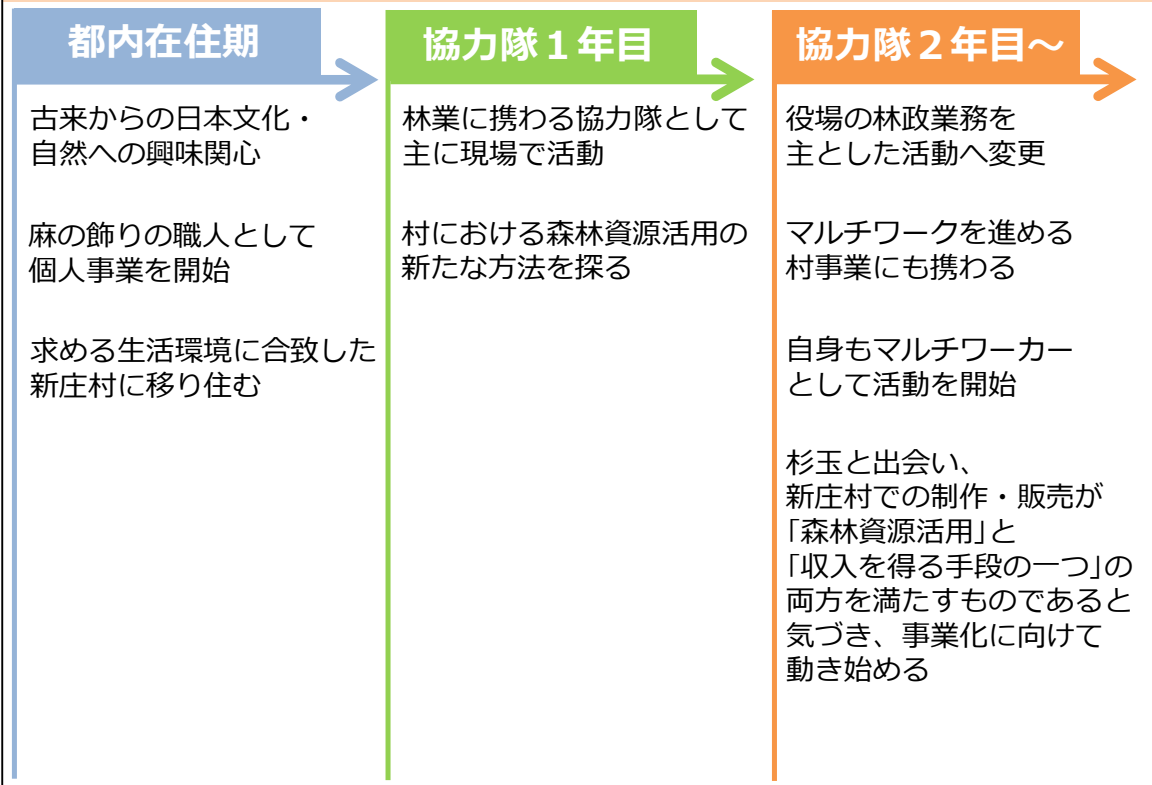 都内在住期
古来からの日本文化・
自然への興味関心
麻の飾りの職人として
個人事業を開始
求める生活環境に合致した
新庄村に移り住む
協力隊１年目
林業に携わる協力隊として
主に現場で活動
村における森林資源活用の
新たな方法を探る
協力隊２年目～
役場の林政業務を
主とした活動へ変更
マルチワークを進める
村事業にも携わる
自身もマルチワーカー
として活動を開始
杉玉と出会い、
新庄村での制作・販売が
｢森林資源活用｣と
｢収入を得る手段の一つ｣の
両方を満たすものであると
気づき、事業化に向けて
動き始める